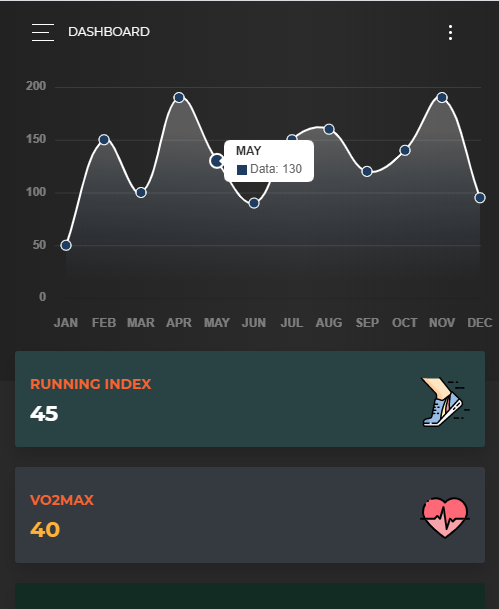 DASHBOARD
200
150
100
50
0
MAY
Data: 130
JAN FEB MAR APR MAY JUN JUL AUG SEP OCT NOV DEC
RUNNING INDEX
45
VO2MAX
40